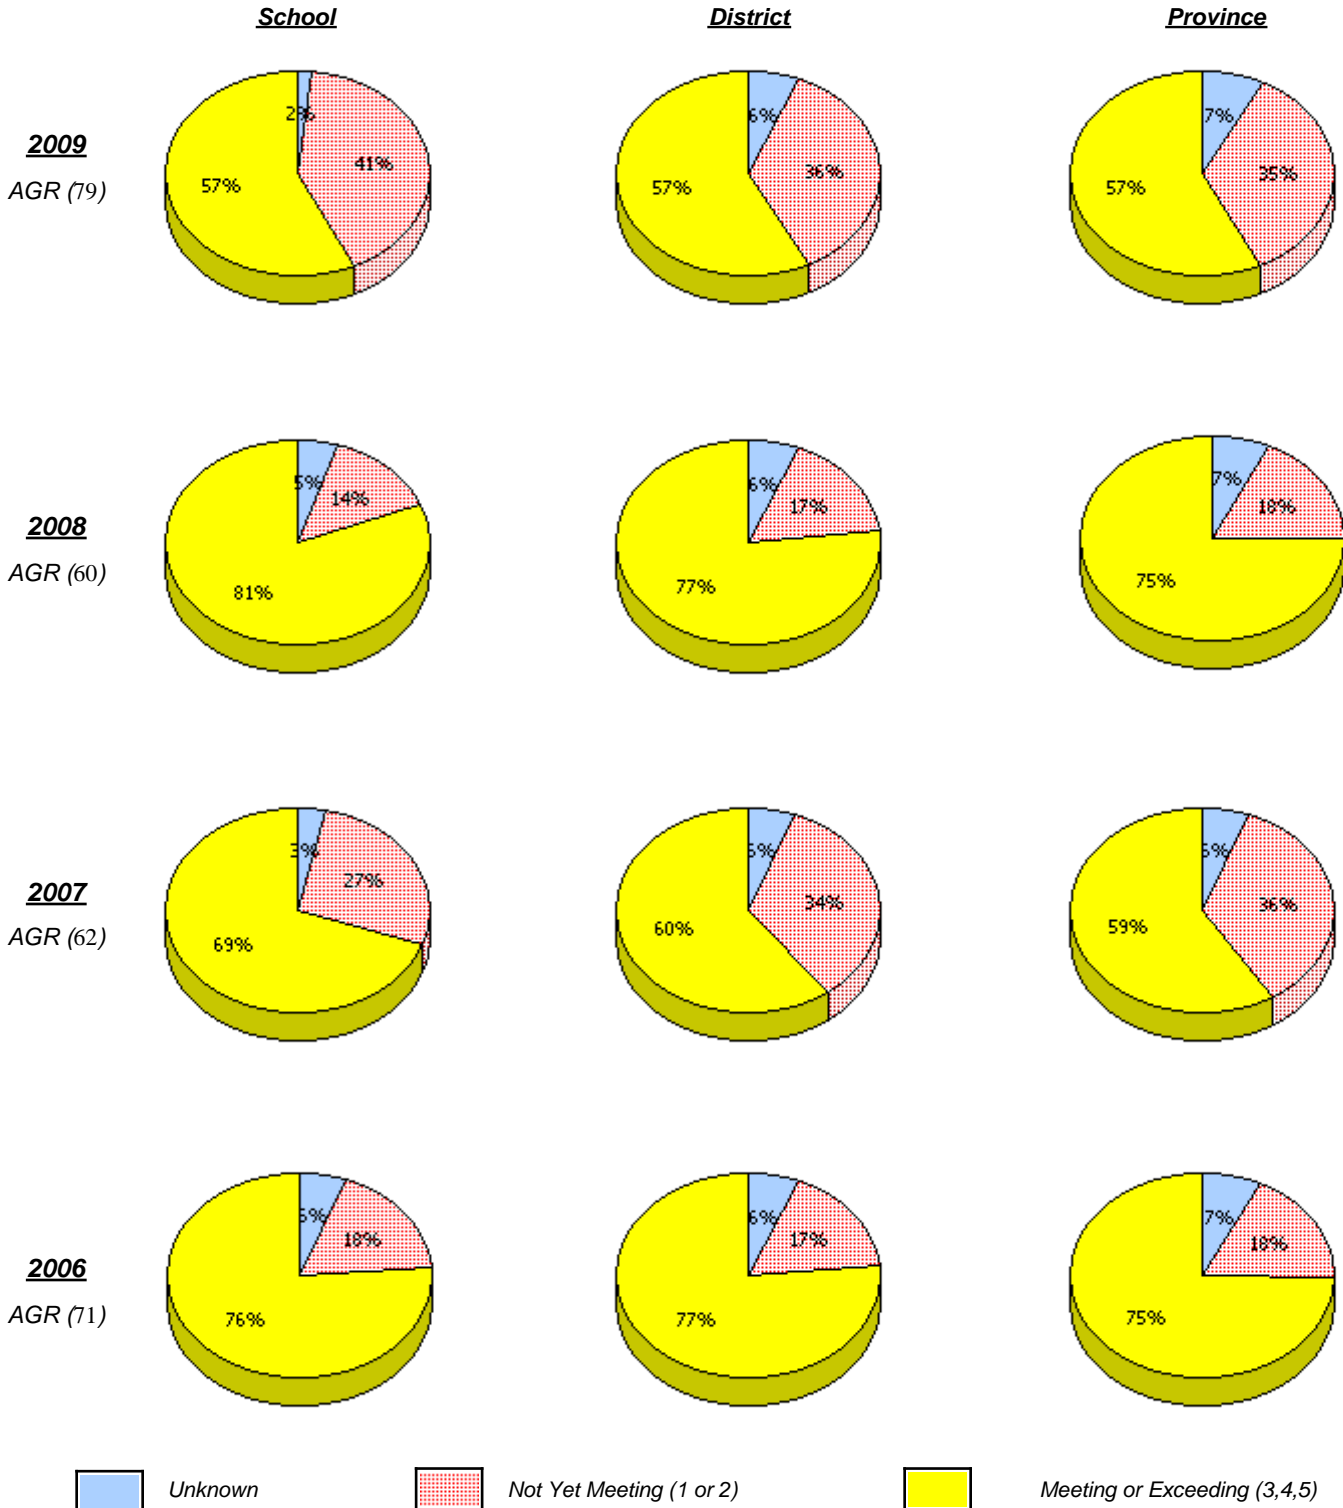 School District Province
2% 6% 7%
2009
41% 36% 35%
AGR (79)
57% 57% 57%
5% 6% 7%
14% 17% 18%
2008
AGR (60)
81% 77% 75%
3%
27% 34% 36%
2007
AGR (62)
69% 60% 59%
6% 7%
18% 17% 18%
2006
AGR (71)
76% 77% 75%
Unknown Not Yet Meeting (1 or 2) Meeting or Exceeding (3,4,5)